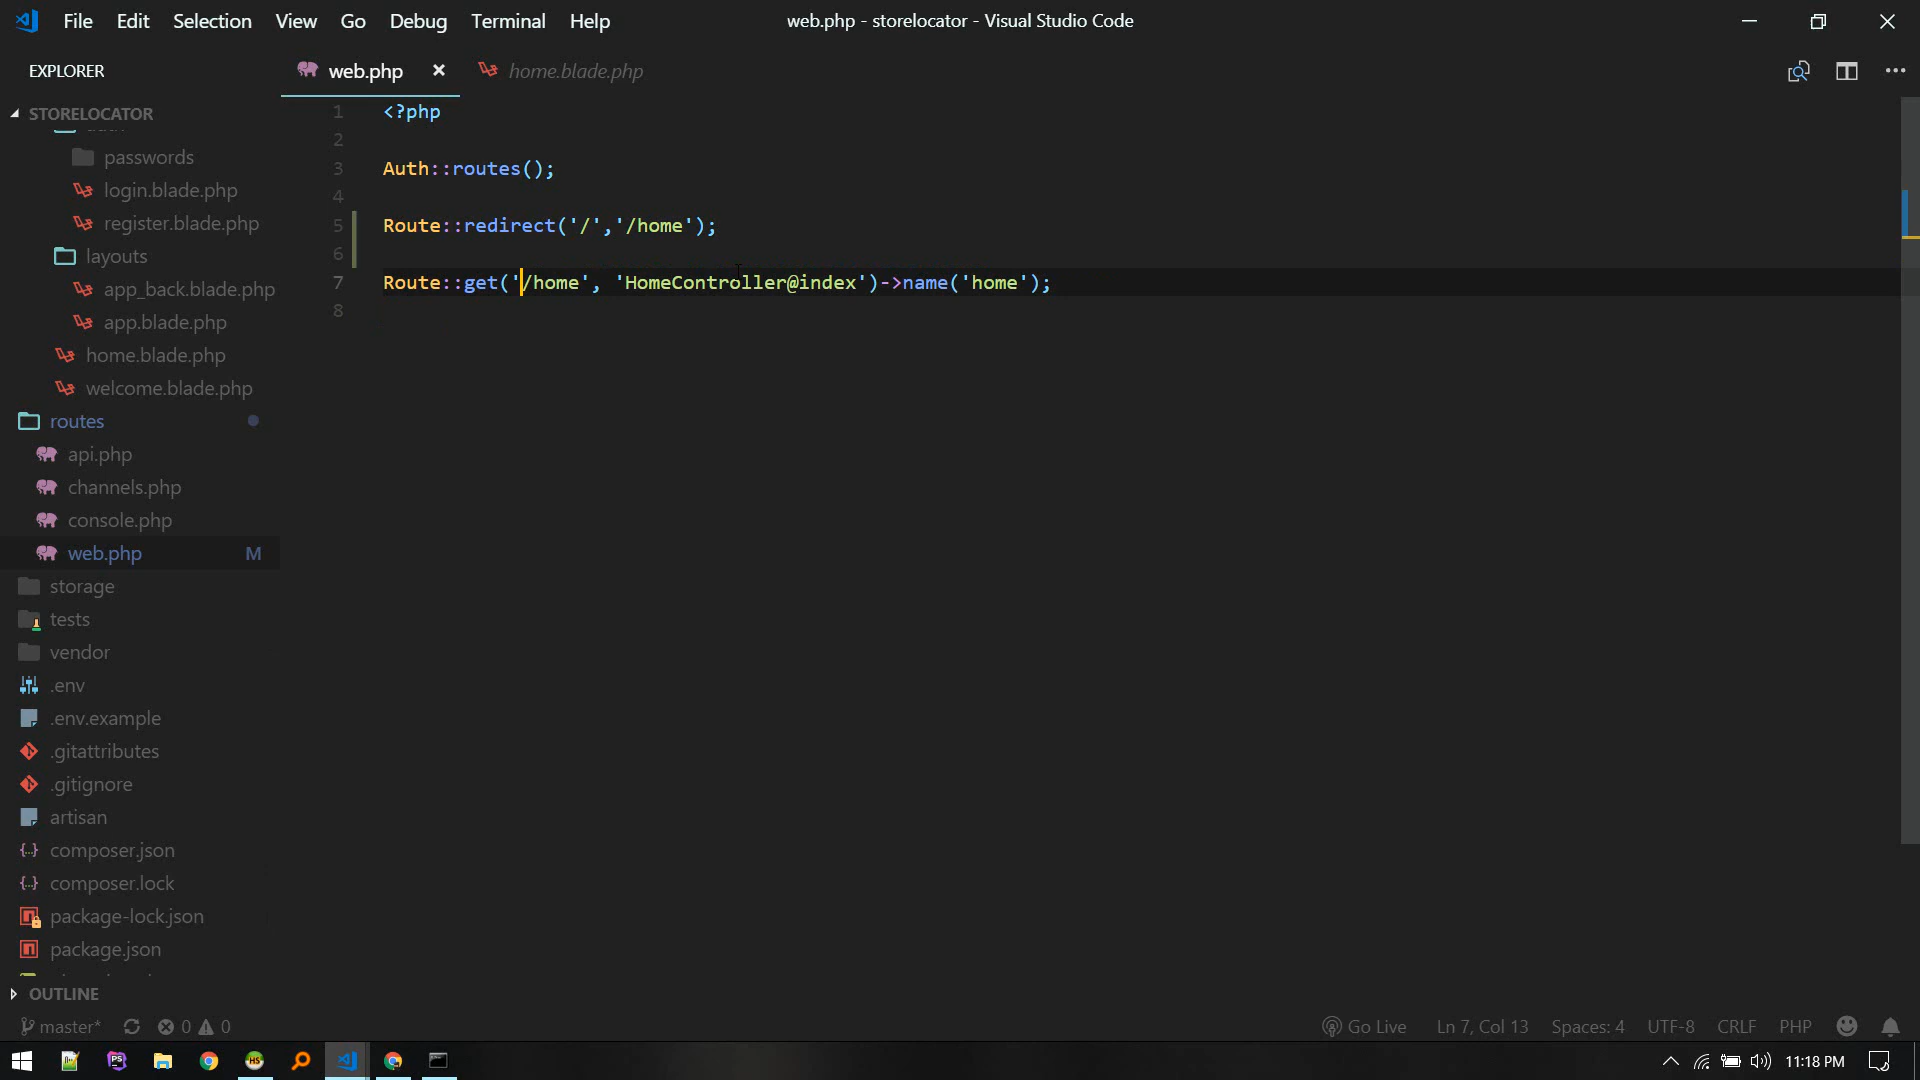 File Edit Selection View Go Debug Terminal Help
web.php - storelocator - Visual Studio Code
EXPLORER
web.php
home.blade.php
STORELOCATOR
passwords
login.blade.php
register.blade.php
layouts
app_back.blade.php
app.blade.php
home.blade.php
welcome.blade.php
routes
api.php
channels.php
console.php
web.php M
storage
tests
vendor
.env
.env.example
.gitattributes
.gitignore
artisan
composer.json
composer.lock
package-lock.json
package.json
OUTLINE
1 <?php
2
3 Auth::routes();
4
5 Route::redirect('/','/home');
6
7 Route::get('/home', 'HomeController@index')->name('home');
8
master* 0 0
Go Live Ln 7, Col 13 Spaces: 4 UTF-8 CRLF PHP
11:18 PM